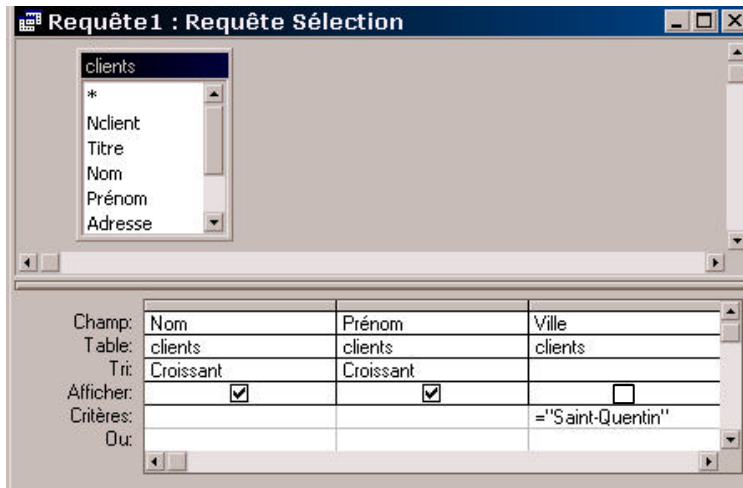 Requête1 : Requête Sélection
clients
*
Nclient
Titre
Nom
Prénom
Adresse
Champ: Nom Prénom Ville
Table: clients clients clients
Tri: Croissant Croissant
Afficher:
Critères: ="Saint-Quentin"
Ou: